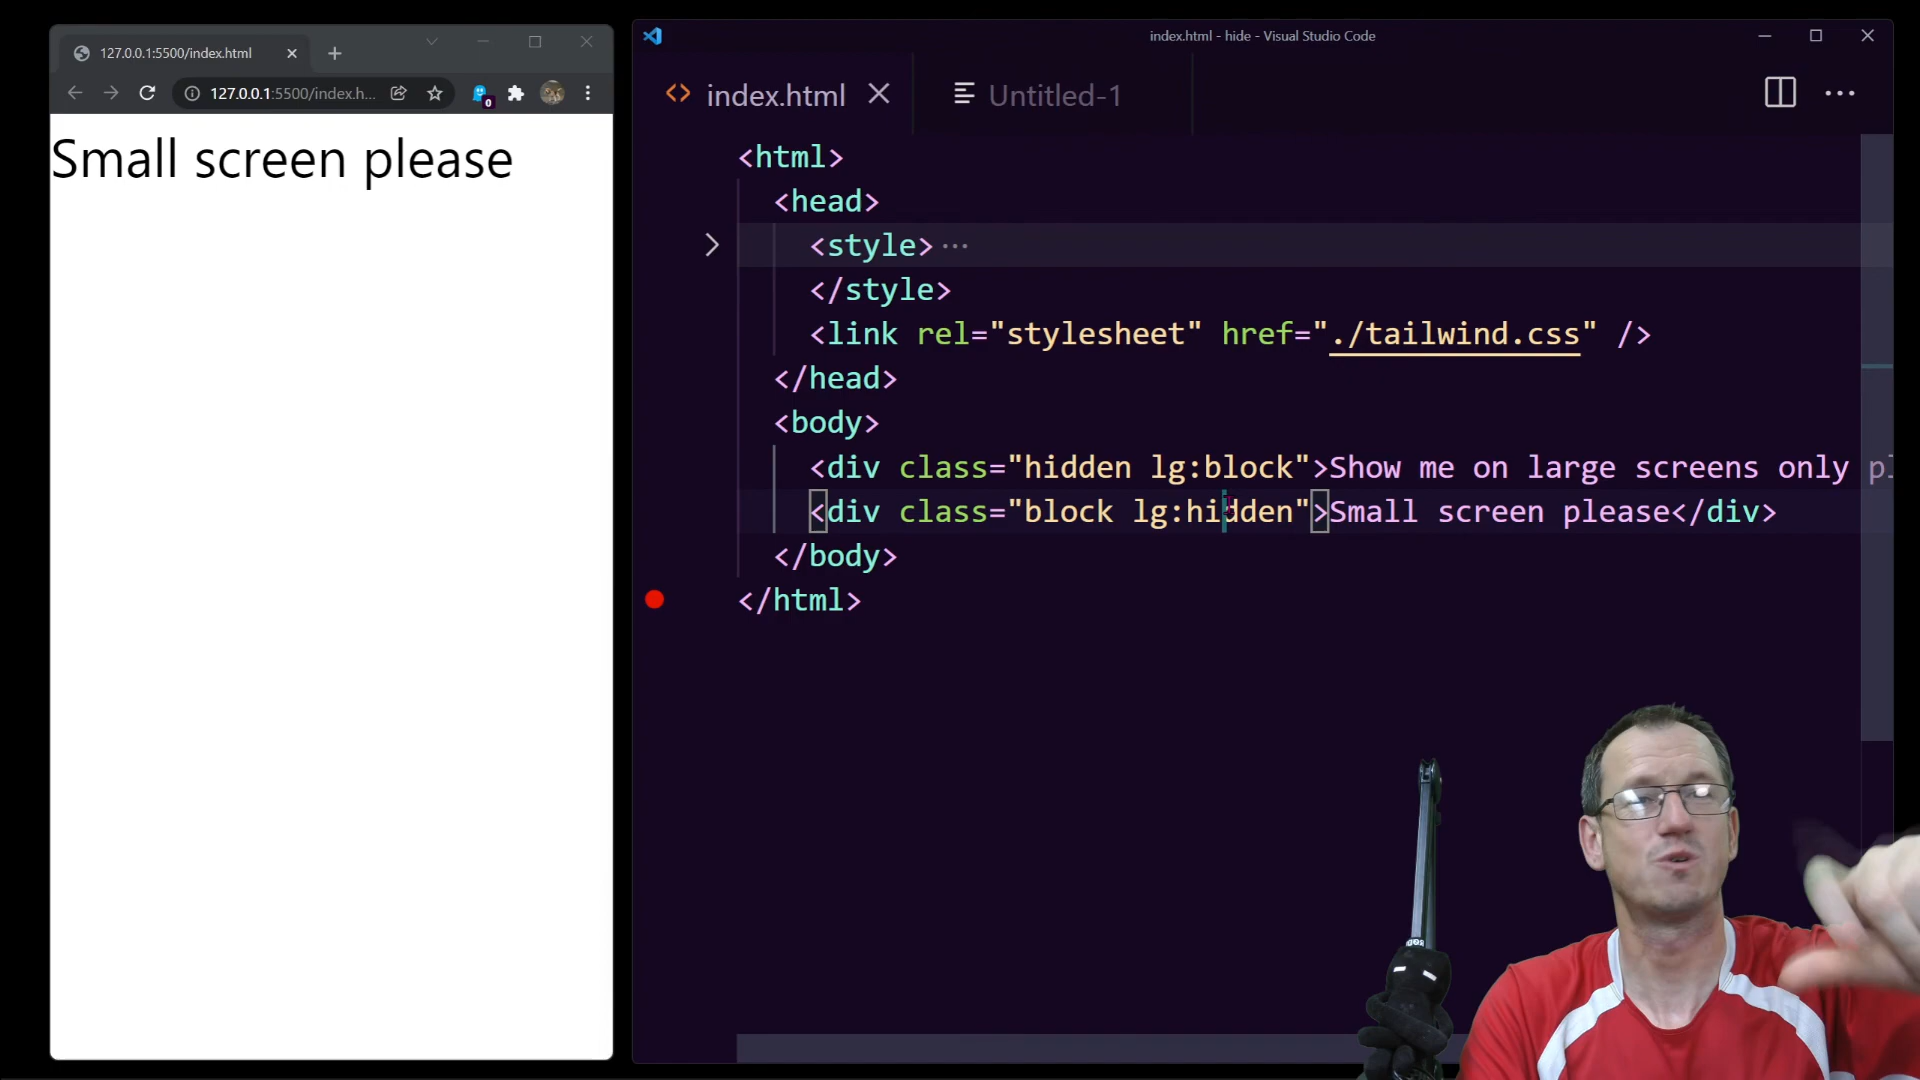 127.0.0.1:5500/index.html
127.0.0.1:5500/index.h...
0
Small screen please
index.html - hide - Visual Studio Code
index.html
Untitled-1
<html>
<head>
<style>...
</style>
<link rel="stylesheet" href="./tailwind.css" />
</head>
<body>
<div class="hidden lg:block">Show me on large screens only pl
<div class="block lg:hidden">Small screen please</div>
</body>
</html>